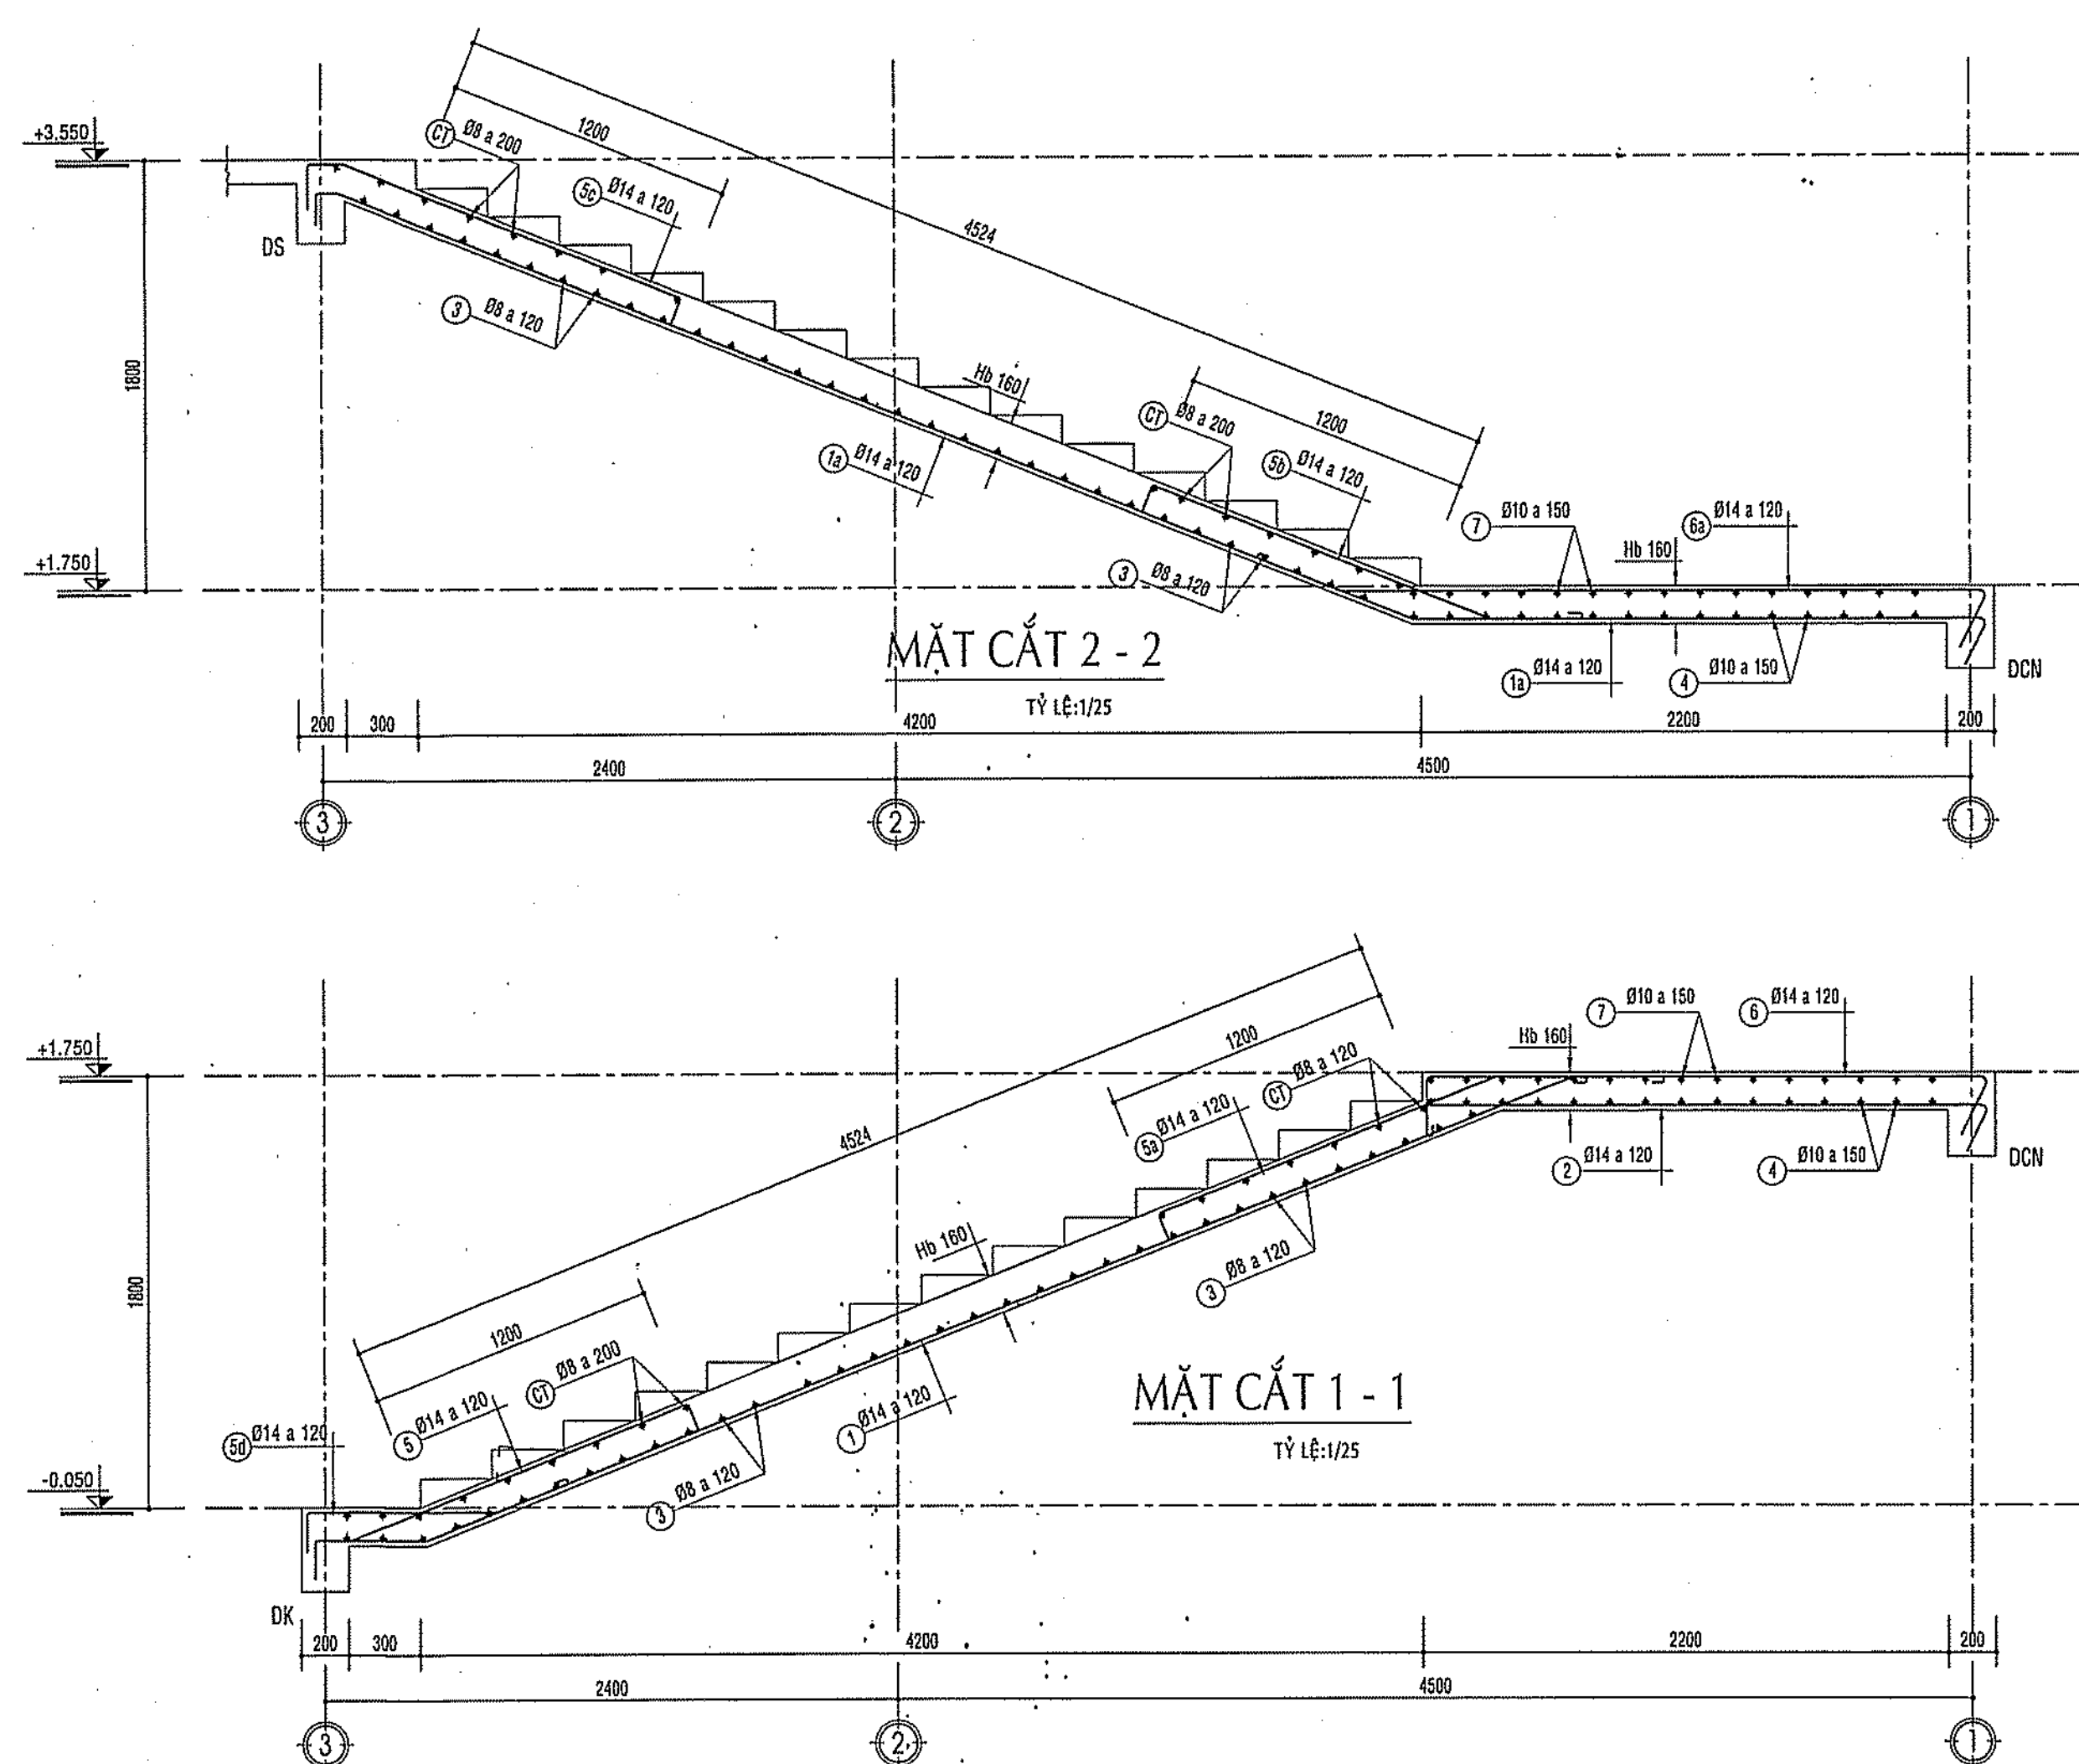 +3.550
CT Ø8 a 200
1200
5c Ø14 a 120
4524
DS
3 Ø8 a 120
1800
Hb 160
1a Ø14 a 120
CT Ø8 a 200
1200
5b Ø14 a 120
7 Ø10 a 150
6a Ø14 a 120
Hb 160
+1.750
3 Ø8 a 120
1a Ø14 a 120
4 Ø10 a 150
DCN
MẶT CẮT 2 - 2
TỶ LỆ:1/25
200 300 4200 2200 200
2400 4500
3 2 1
7 Ø10 a 150
6 Ø14 a 120
Hb 160
+1.750
1200
CT Ø8 a 120
5a Ø14 a 120
4524
2 Ø14 a 120
4 Ø10 a 150
DCN
Hb 160
3 Ø8 a 120
1800
1200
CT Ø8 a 200
5 Ø14 a 120
1 Ø14 a 120
MẶT CẮT 1 - 1
TỶ LỆ:1/25
5d Ø14 a 120
-0.050
3 Ø8 a 120
DK
200 300 4200 2200 200
2400 4500
3 2 1